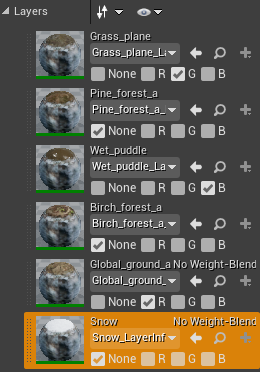 Layers
Grass_plane
Grass_plane_La
None R G B
Pine_forest_a
Pine_forest_a_
None R G B
Wet_puddle
Wet_puddle_La
None R G B
Birch_forest_a
Birch_forest_a_
None R G B
Global_ground_a No Weight-Blend
Global_ground_
None R G B
Snow No Weight-Blend
Snow_LayerInf
None R G B